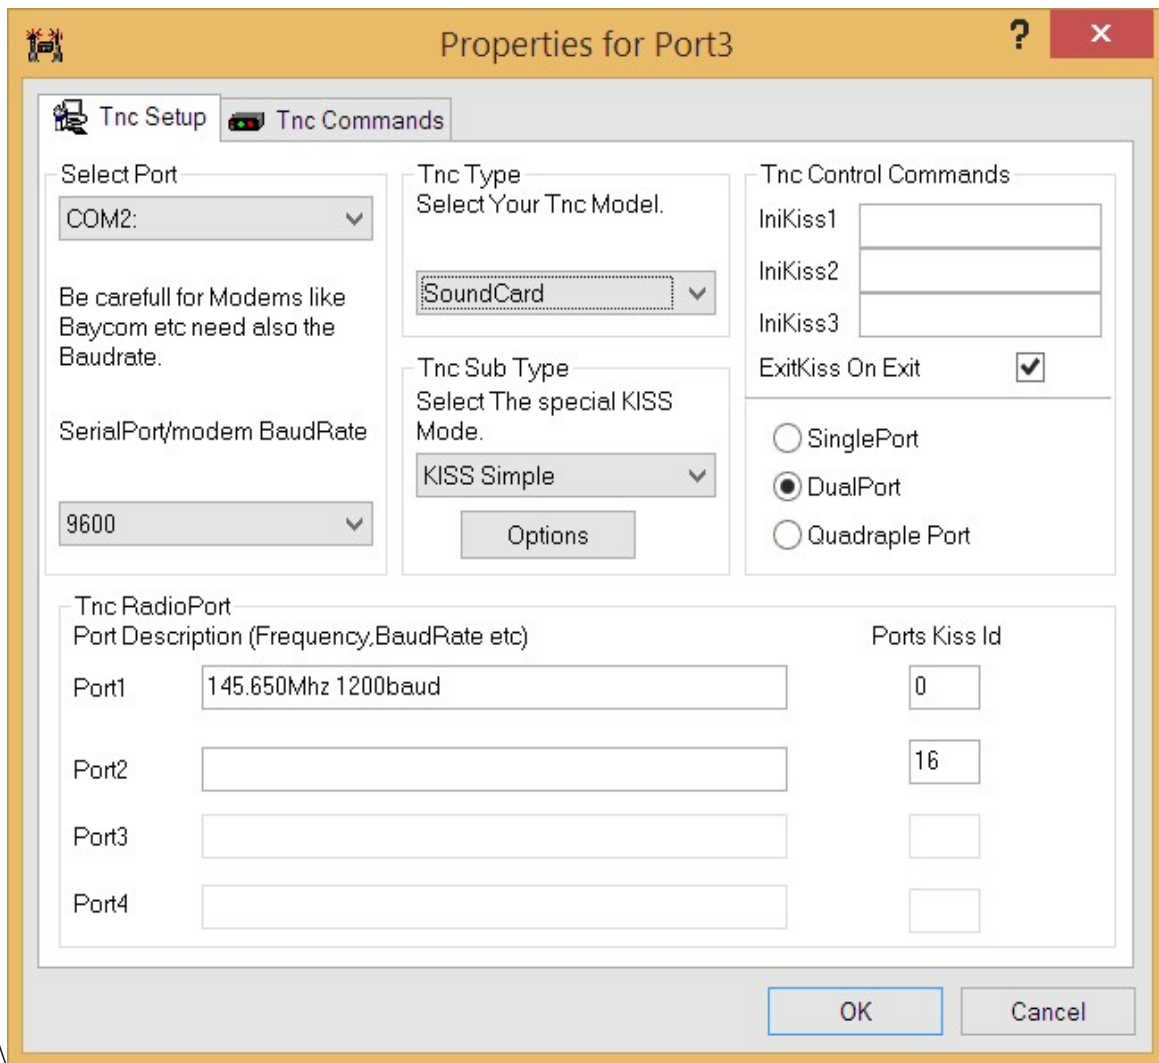 Properties for Port3
?
x
Tnc Setup
Tnc Commands
Select Port
COM2:
Be carefull for Modems like
Baycom etc need also the
Baudrate.
SerialPort/modem BaudRate
9600
Tnc Type
Select Your Tnc Model.
SoundCard
Tnc Sub Type
Select The special KISS
Mode.
KISS Simple
Options
Tnc Control Commands
IniKiss1
IniKiss2
IniKiss3
ExitKiss On Exit
SinglePort
DualPort
Quadraple Port
Tnc RadioPort
Port Description (Frequency,BaudRate etc)
Ports Kiss Id
Port1 145.650Mhz 1200baud 0
Port2 16
Port3
Port4
OK
Cancel
\